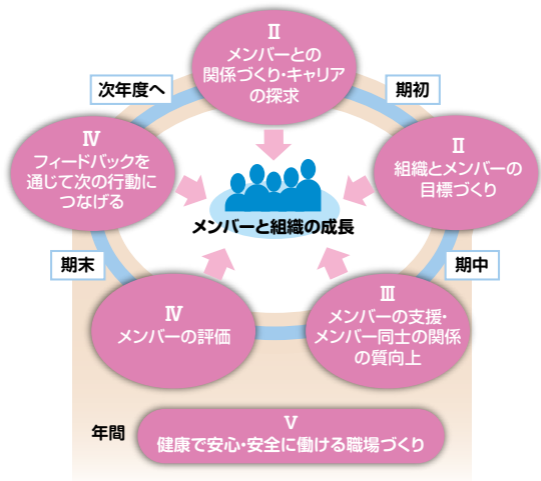 Ⅱ
メンバーとの
関係づくり・キャリア
の探求
次年度へ
期初
Ⅳ
フィードバックを
通じて次の行動に
つなげる
Ⅱ
組織とメンバーの
目標づくり
メンバーと組織の成長
期末
期中
Ⅳ
メンバーの評価
Ⅲ
メンバーの支援・
メンバー同士の関係
の質向上
年間
Ⅴ
健康で安心・安全に働ける職場づくり